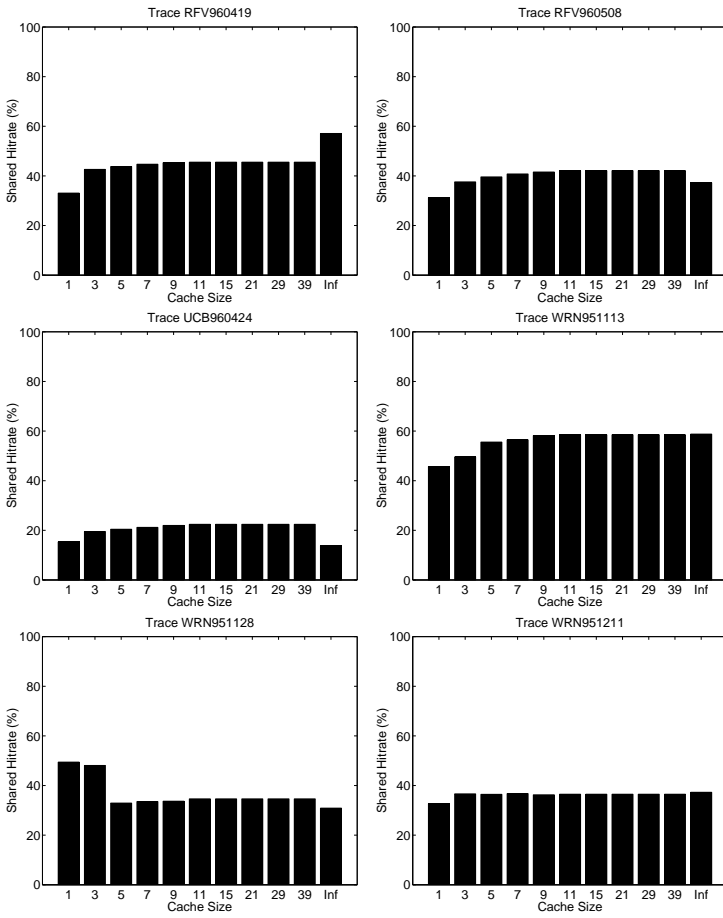 Trace RFV960419
100
80
60
40
20
0
Shared Hitrate (%)
1 3 5 7 9 11 15 21 29 39 Inf
Cache Size
Trace RFV960508
100
80
60
40
20
0
Shared Hitrate (%)
1 3 5 7 9 11 15 21 29 39 Inf
Cache Size
Trace UCB960424
100
80
60
40
20
0
Shared Hitrate (%)
1 3 5 7 9 11 15 21 29 39 Inf
Cache Size
Trace WRN951113
100
80
60
40
20
0
Shared Hitrate (%)
1 3 5 7 9 11 15 21 29 39 Inf
Cache Size
Trace WRN951128
100
80
60
40
20
0
Shared Hitrate (%)
1 3 5 7 9 11 15 21 29 39 Inf
Cache Size
Trace WRN951211
100
80
60
40
20
0
Shared Hitrate (%)
1 3 5 7 9 11 15 21 29 39 Inf
Cache Size